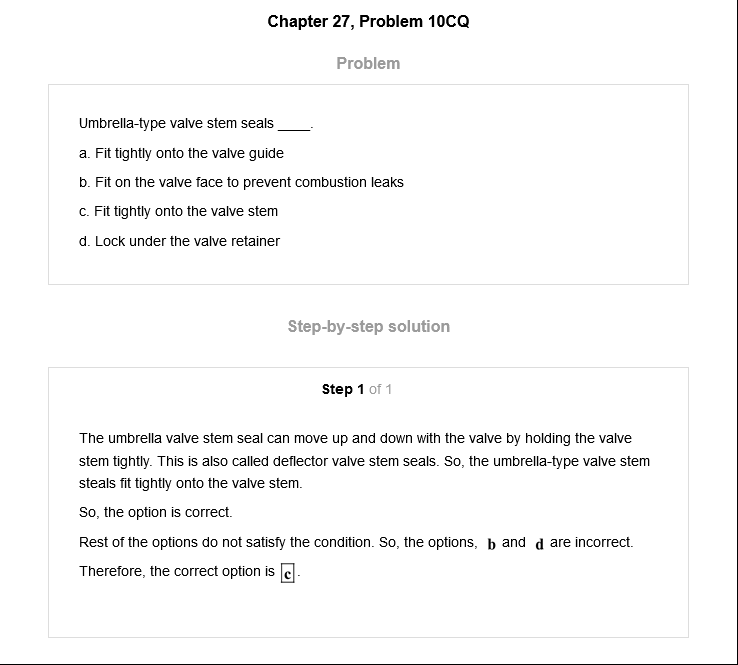 Chapter 27, Problem 10CQ
Problem
Umbrella-type valve stem seals ____.
a. Fit tightly onto the valve guide
b. Fit on the valve face to prevent combustion leaks
c. Fit tightly onto the valve stem
d. Lock under the valve retainer
Step-by-step solution
Step 1 of 1
The umbrella valve stem seal can move up and down with the valve by holding the valve
stem tightly. This is also called deflector valve stem seals. So, the umbrella-type valve stem
steals fit tightly onto the valve stem.
So, the option is correct.
Rest of the options do not satisfy the condition. So, the options, b and d are incorrect.
Therefore, the correct option is c.